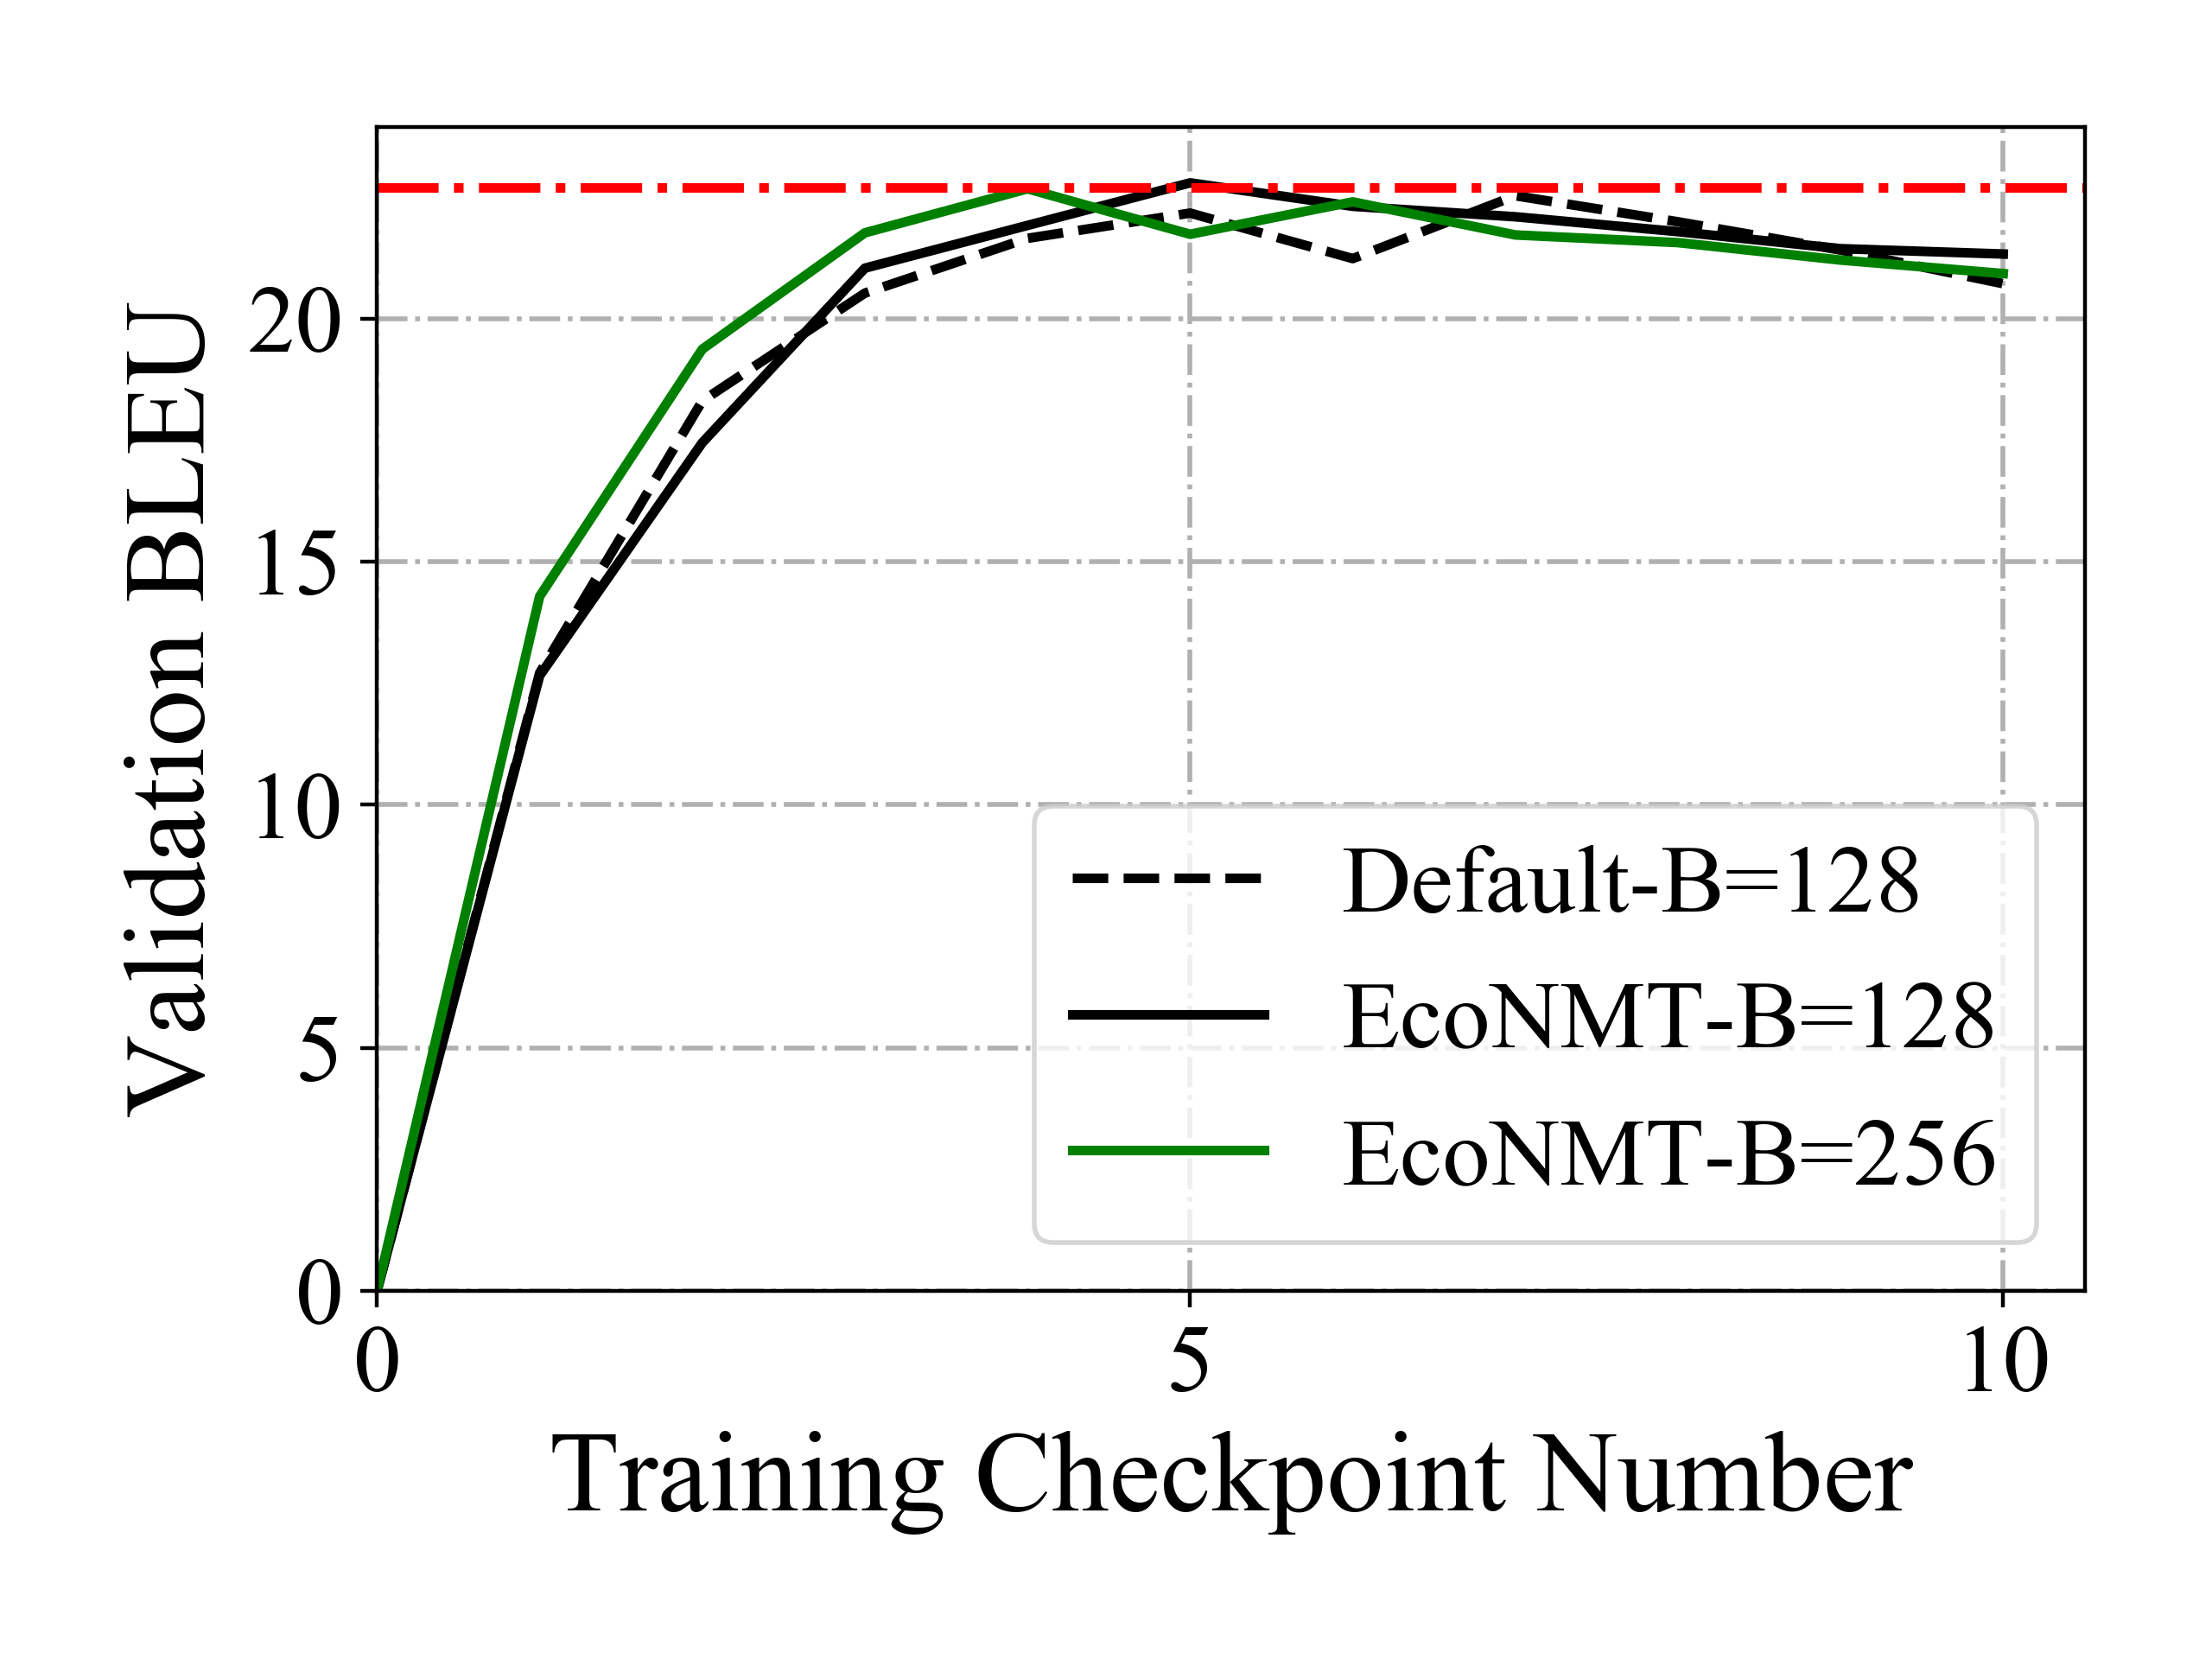 Validation BLEU
20
15
10
5
0
0 5 10
Training Checkpoint Number
Default-B=128
EcoNMT-B=128
EcoNMT-B=256